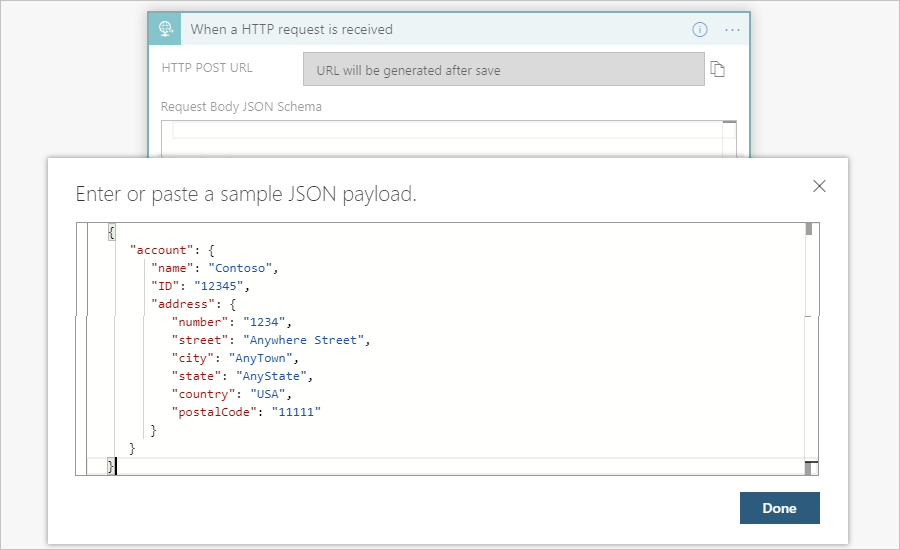 When a HTTP request is received
HTTP POST URL
URL will be generated after save
Request Body JSON Schema
Enter or paste a sample JSON payload.
{
"account": {
"name": "Contoso",
"ID": "12345",
"address": {
"number": "1234",
"street": "Anywhere Street",
"city": "AnyTown",
"state": "AnyState",
"country": "USA",
"postalCode": "11111"
}
}
}
Done